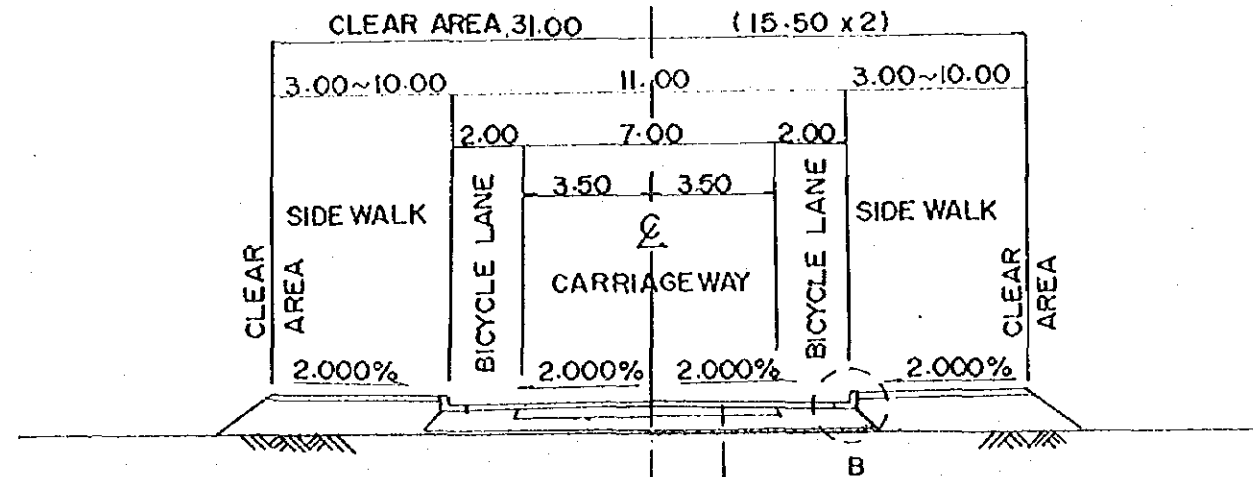 CLEAR AREA, 31.00 (15.50 x 2)
3.00~10.00 11.00 3.00~10.00
2.00 7.00 2.00
3.50 3.50
SIDE WALK
BICYCLE LANE
℄
CARRIAGEWAY
BICYCLE LANE
SIDE WALK
CLEAR
AREA
CLEAR
AREA
2.000% 2.000% 2.000% 2.000%
B